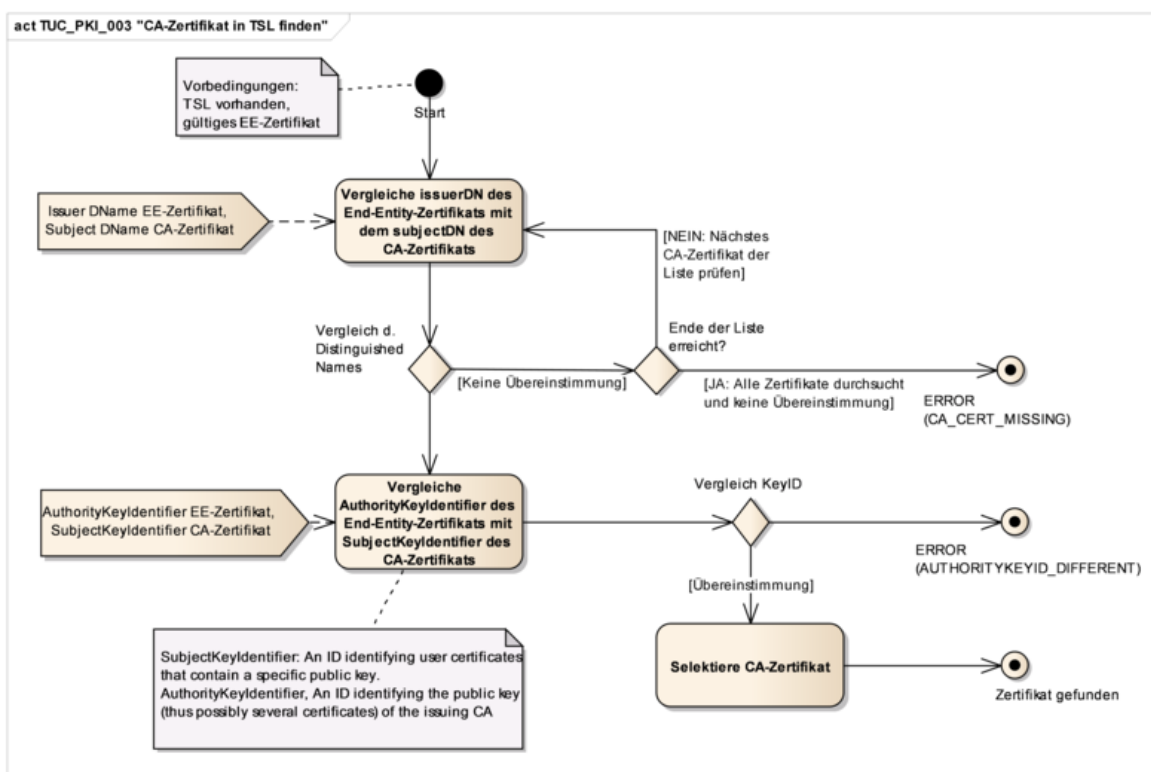 act TUC_PKI_003 "CA-Zertifikat in TSL finden"
Vorbedingungen:
TSL vorhanden,
gültiges EE-Zertifikat
Start
Issuer DName EE-Zertifikat,
Subject DName CA-Zertifikat
Vergleiche issuerDN des
End-Entity-Zertifikats mit
dem subjectDN des
CA-Zertifikats
[NEIN: Nächstes
CA-Zertifikat der
Liste prüfen]
Vergleich d.
Distinguished
Names
[Keine Übereinstimmung]
Ende der Liste
erreicht?
[JA: Alle Zertifikate durchsucht
und keine Übereinstimmung]
ERROR
(CA_CERT_MISSING)
AuthorityKeyIdentifier EE-Zertifikat,
SubjectKeyIdentifier CA-Zertifikat
Vergleiche
AuthorityKeyIdentifier des
End-Entity-Zertifikats mit
SubjectKeyIdentifier des
CA-Zertifikats
Vergleich KeyID
ERROR
(AUTHORITYKEYID_DIFFERENT)
[Übereinstimmung]
Selektiere CA-Zertifikat
Zertifikat gefunden
SubjectKeyIdentifier: An ID identifying user certificates
that contain a specific public key.
AuthorityKeyIdentifier, An ID identifying the public key
(thus possibly several certificates) of the issuing CA